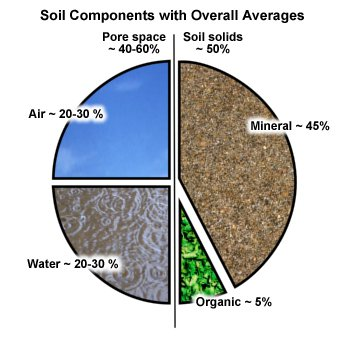 Soil Components with Overall Averages
Pore space
~ 40-60%
Soil solids
~ 50%
Air ~ 20-30 %
Mineral ~ 45%
Water ~ 20-30 %
Organic ~ 5%